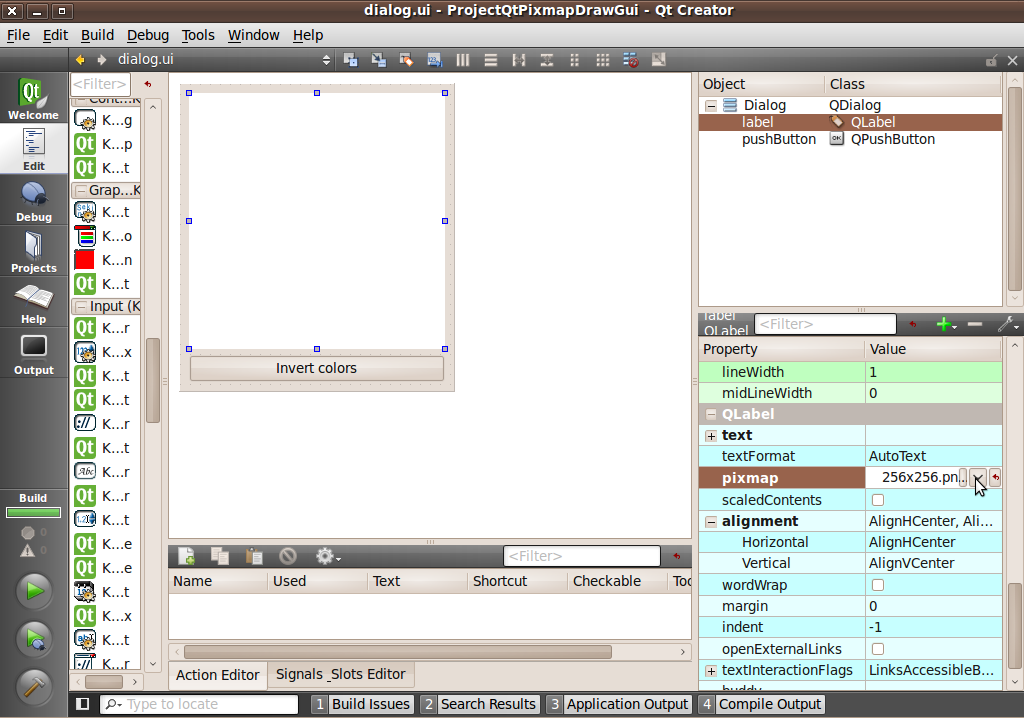 dialog.ui - ProjectQtPixmapDrawGui - Qt Creator
File Edit Build Debug Tools Window Help
dialog.ui
Welcome
Edit
Debug
Projects
Help
Output
Build
0
0
<Filter>
K...g
K...p
K...t
Grap...K
K...t
K...o
K...n
K...t
Input (K
K...r
K...x
K...t
K...t
K...r
K...t
K...r
K...r
K...t
K...e
K...e
K...t
K...x
K...t
K...r
Invert colors
<Filter>
Name Used Text Shortcut Checkable Too
Action Editor Signals _Slots Editor
Object Class
Dialog QDialog
label QLabel
pushButton QPushButton
label
QLabel
<Filter>
Property Value
lineWidth 1
midLineWidth 0
QLabel
text
textFormat AutoText
pixmap 256x256.pn...
scaledContents
alignment AlignHCenter, Ali...
Horizontal AlignHCenter
Vertical AlignVCenter
wordWrap
margin 0
indent -1
openExternalLinks
textInteractionFlags LinksAccessibleB...
buddy
Type to locate 1 Build Issues 2 Search Results 3 Application Output 4 Compile Output